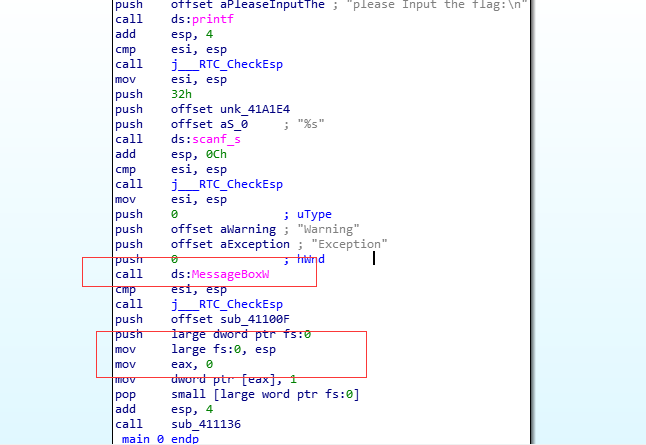 push offset aPleaseInputThe ; "please Input the flag:\n"
call ds:printf
add esp, 4
cmp esi, esp
call j___RTC_CheckEsp
mov esi, esp
push 32h
push offset unk_41A1E4
push offset aS_0 ; "%s"
call ds:scanf_s
add esp, 0Ch
cmp esi, esp
call j___RTC_CheckEsp
mov esi, esp
push 0 ; uType
push offset aWarning ; "Warning"
push offset aException ; "Exception"
push 0 ; hWnd
call ds:MessageBoxW
cmp esi, esp
call j___RTC_CheckEsp
push offset sub_41100F
push large dword ptr fs:0
mov large fs:0, esp
mov eax, 0
mov dword ptr [eax], 1
pop small [large word ptr fs:0]
add esp, 4
call sub_411136
_main_0 endp